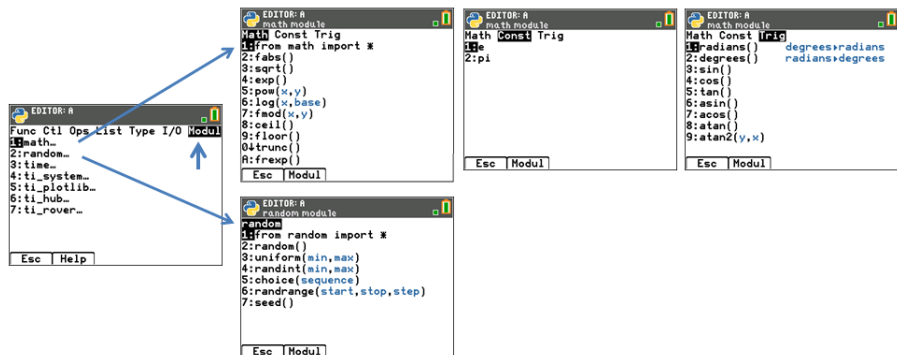 EDITOR: A
Func Ctl Ops List Type I/O Modul
1:math…
2:random…
3:time…
4:ti_system…
5:ti_plotlib…
6:ti_hub…
7:ti_rover…
Esc Help
EDITOR: A
math module
Math Const Trig
1:from math import *
2:fabs()
3:sqrt()
4:exp()
5:pow(x,y)
6:log(x,base)
7:fmod(x,y)
8:ceil()
9:floor()
0↓trunc()
A:frexp()
Esc Modul
EDITOR: A
math module
Math Const Trig
1:e
2:pi
Esc Modul
EDITOR: A
math module
Math Const Trig
1:radians() degrees▸radians
2:degrees() radians▸degrees
3:sin()
4:cos()
5:tan()
6:asin()
7:acos()
8:atan()
9:atan2(y,x)
Esc Modul
EDITOR: A
random module
random
1:from random import *
2:random()
3:uniform(min,max)
4:randint(min,max)
5:choice(sequence)
6:randrange(start,stop,step)
7:seed()
Esc Modul